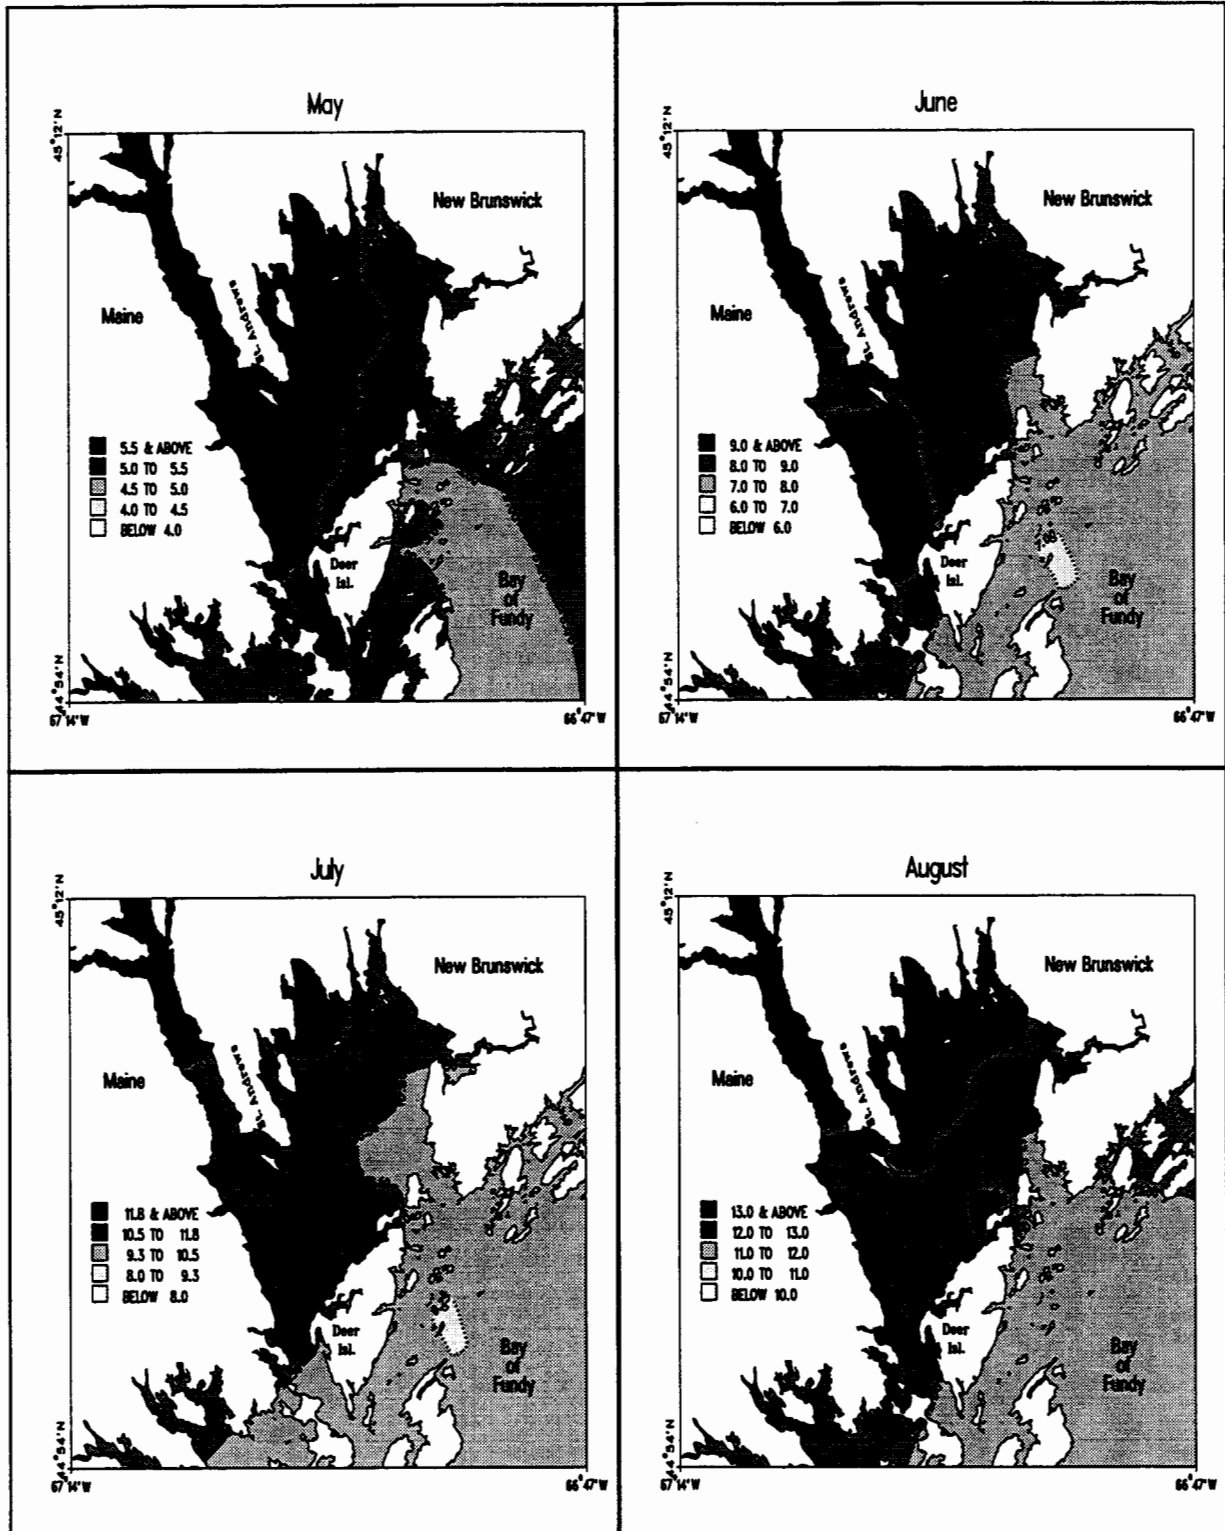 May
45°12'N
New Brunswick
Maine
St. Andrews
5.5 & ABOVE
5.0 TO 5.5
4.5 TO 5.0
4.0 TO 4.5
BELOW 4.0
Deer
Isl.
Bay
of
Fundy
44°54'N
67°14'W
66°47'W
June
45°12'N
New Brunswick
Maine
St. Andrews
9.0 & ABOVE
8.0 TO 9.0
7.0 TO 8.0
6.0 TO 7.0
BELOW 6.0
Deer
Isl.
Bay
of
Fundy
44°54'N
67°14'W
66°47'W
July
45°12'N
New Brunswick
Maine
St. Andrews
11.8 & ABOVE
10.5 TO 11.8
9.3 TO 10.5
8.0 TO 9.3
BELOW 8.0
Deer
Isl.
Bay
of
Fundy
44°54'N
67°14'W
66°47'W
August
45°12'N
New Brunswick
Maine
St. Andrews
13.0 & ABOVE
12.0 TO 13.0
11.0 TO 12.0
10.0 TO 11.0
BELOW 10.0
Deer
Isl.
Bay
of
Fundy
44°54'N
67°14'W
66°47'W